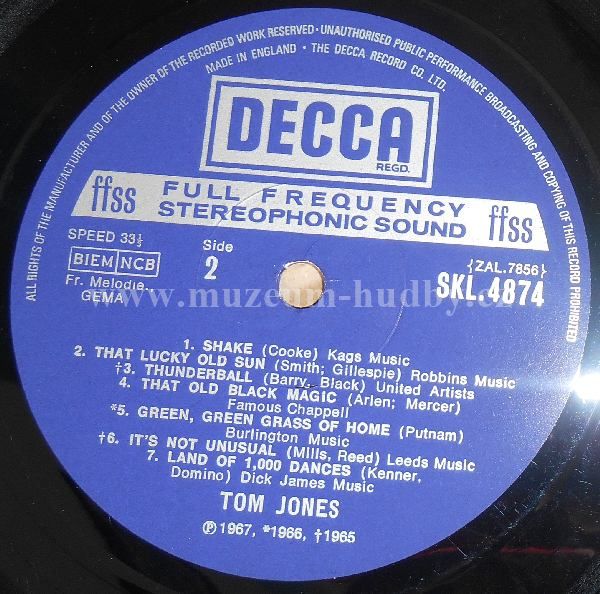 ALL RIGHTS OF THE MANUFACTURER AND OF THE OWNER OF THE RECORDED WORK RESERVED · UNAUTHORISED PUBLIC PERFORMANCE BROADCASTING AND COPYING OF THIS RECORD PROHIBITED
MADE IN ENGLAND · THE DECCA RECORD CO. LTD.
DECCA
REGD.
ffss FULL FREQUENCY STEREOPHONIC SOUND ffss
SPEED 33⅓
BIEM NCB
Fr. Melodie.
GEMA
Side
2
{ZAL.7856}
SKL.4874
www.muzeum-hudby.cz
1. SHAKE (Cooke) Kags Music
2. THAT LUCKY OLD SUN (Smith; Gillespie) Robbins Music
†3. THUNDERBALL (Barry, Black) United Artists
4. THAT OLD BLACK MAGIC (Arlen; Mercer)
Famous Chappell
*5. GREEN, GREEN GRASS OF HOME (Putnam)
Burlington Music
†6. IT'S NOT UNUSUAL (Mills, Reed) Leeds Music
7. LAND OF 1,000 DANCES (Kenner,
Domino) Dick James Music
TOM JONES
℗ 1967, *1966, †1965